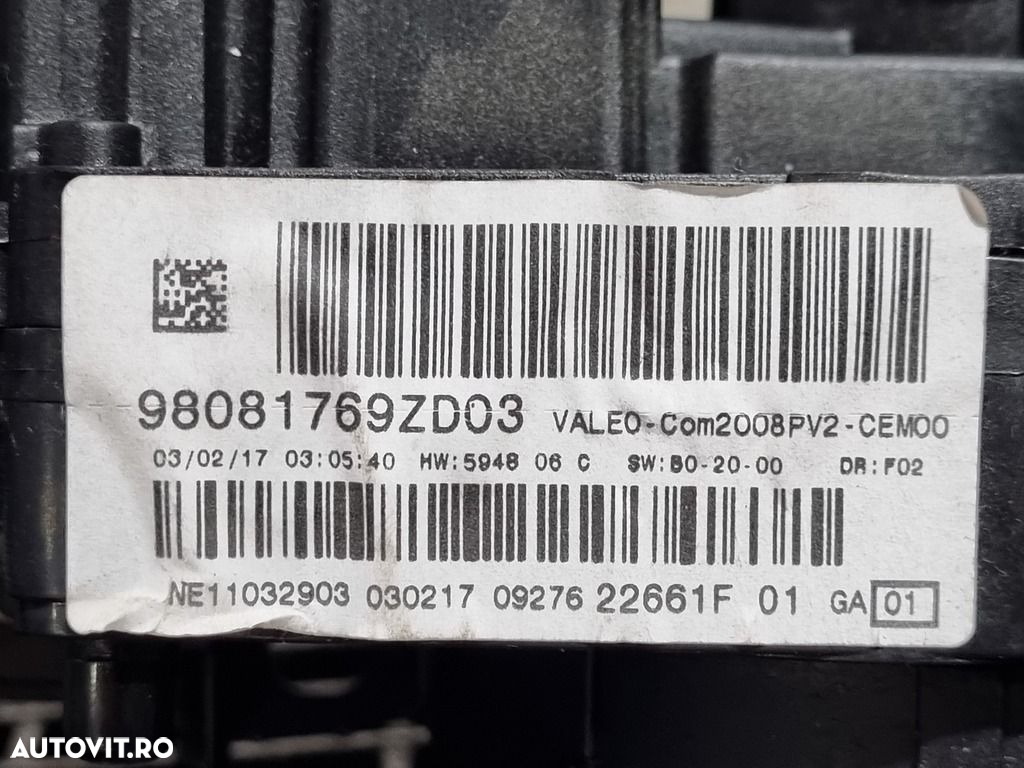 98081769ZD03 VALEO-Com2008PV2-CEM00
03/02/17 03:05:40 HW:5948 06 C SW:B0-20-00 DR:F02
NE11032903 030217 09276 22661F 01 GA 01
AUTOVIT.RO